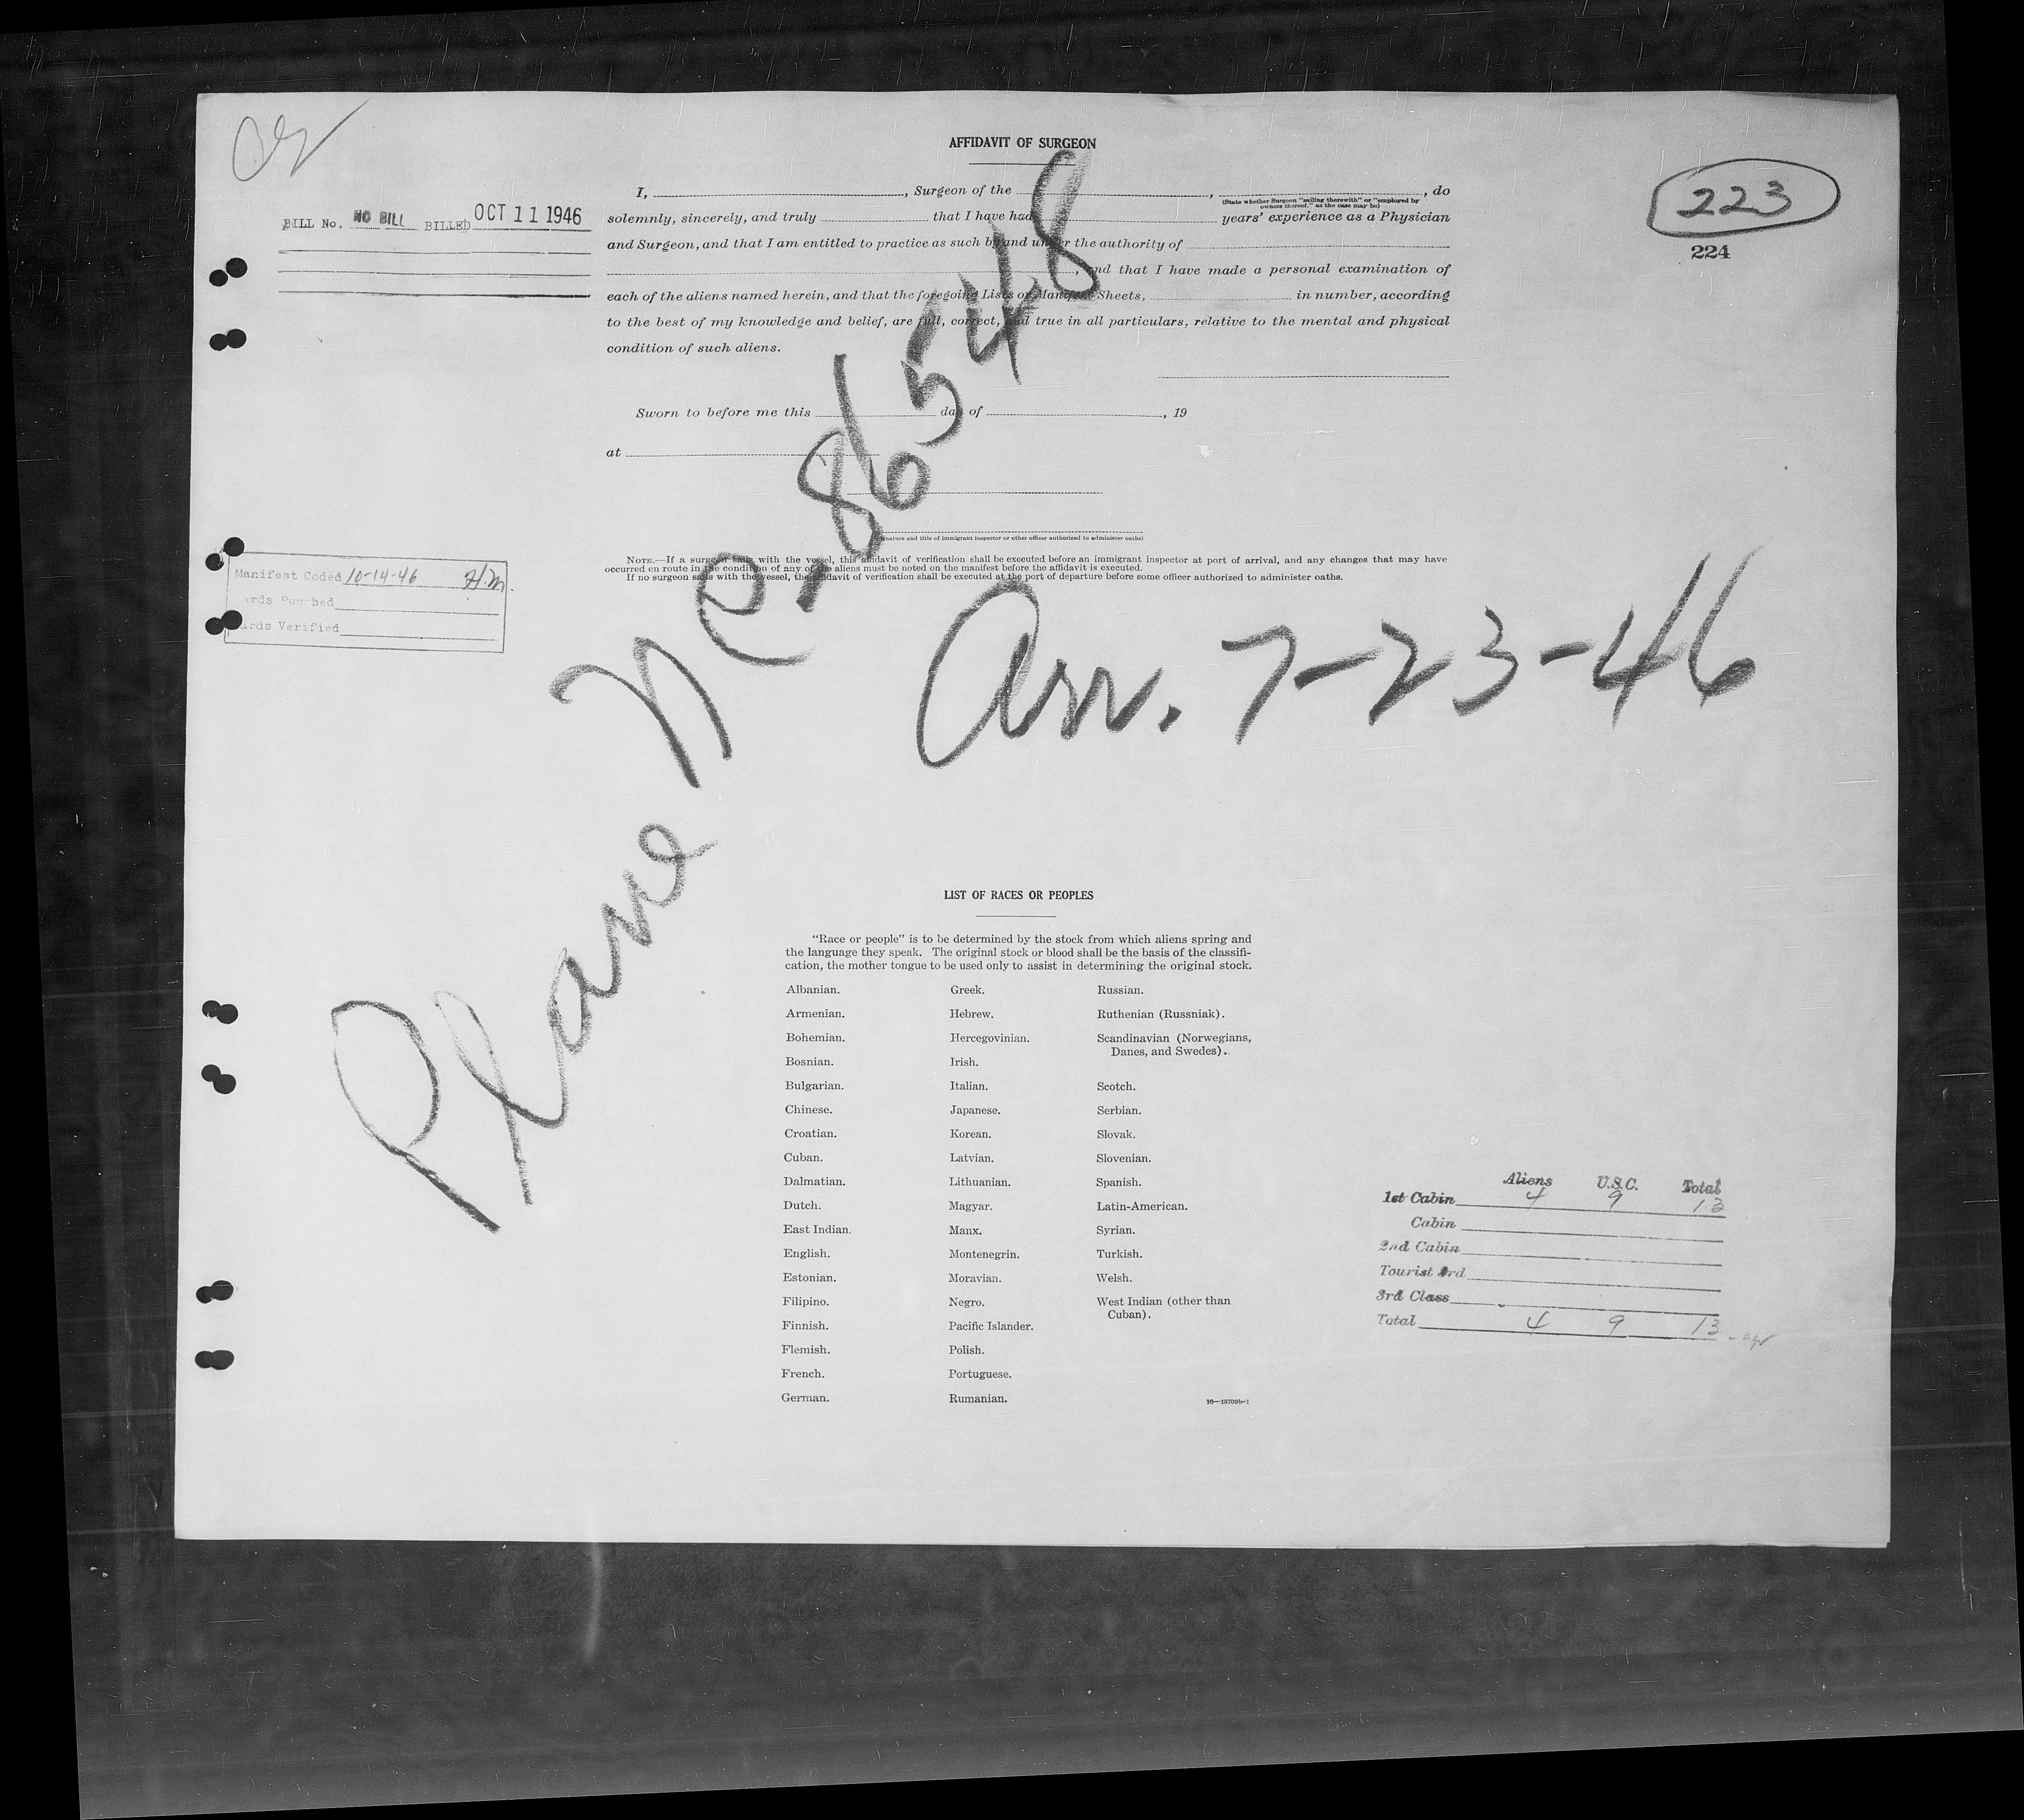 AFFIDAVIT OF SURGEON
I, , Surgeon of the , , do
(State whether Surgeon "sailing therewith" or "employed by owners thereof," as the case may be)
solemnly, sincerely, and truly that I have had years' experience as a Physician
and Surgeon, and that I am entitled to practice as such by and under the authority of
, and that I have made a personal examination of
each of the aliens named herein, and that the foregoing Lists or Manifest Sheets, in number, according
to the best of my knowledge and belief, are full, correct, and true in all particulars, relative to the mental and physical
condition of such aliens.
Sworn to before me this day of , 19
at
(Signature and title of immigrant inspector or other officer authorized to administer oaths)
NOTE.—If a surgeon sails with the vessel, this affidavit of verification shall be executed before an immigrant inspector at port of arrival, and any changes that may have
occurred en route in the condition of any of the aliens must be noted on the manifest before the affidavit is executed.
If no surgeon sails with the vessel, the affidavit of verification shall be executed at the port of departure before some officer authorized to administer oaths.
BILL No. NO BILL BILLED OCT 11 1946
223
224
Manifest Coded 10-14-46 H.M.
ards Punched
ards Verified
Plane NC-86548
Arr. 7-23-46
LIST OF RACES OR PEOPLES
"Race or people" is to be determined by the stock from which aliens spring and
the language they speak. The original stock or blood shall be the basis of the classifi-
cation, the mother tongue to be used only to assist in determining the original stock.
Albanian. Greek. Russian.
Armenian. Hebrew. Ruthenian (Russniak).
Bohemian. Hercegovinian. Scandinavian (Norwegians,
Danes, and Swedes).
Bosnian. Irish.
Bulgarian. Italian. Scotch.
Chinese. Japanese. Serbian.
Croatian. Korean. Slovak.
Cuban. Latvian. Slovenian.
Dalmatian. Lithuanian. Spanish.
Dutch. Magyar. Latin-American.
East Indian. Manx. Syrian.
English. Montenegrin. Turkish.
Estonian. Moravian. Welsh.
Filipino. Negro. West Indian (other than
Cuban).
Finnish. Pacific Islander.
Flemish. Polish.
French. Portuguese.
German. Rumanian.
16—18709b-1
Aliens U.S.C. Total
1st Cabin 4 9 13
Cabin
2nd Cabin
Tourist 3rd
3rd Class
Total 4 9 13